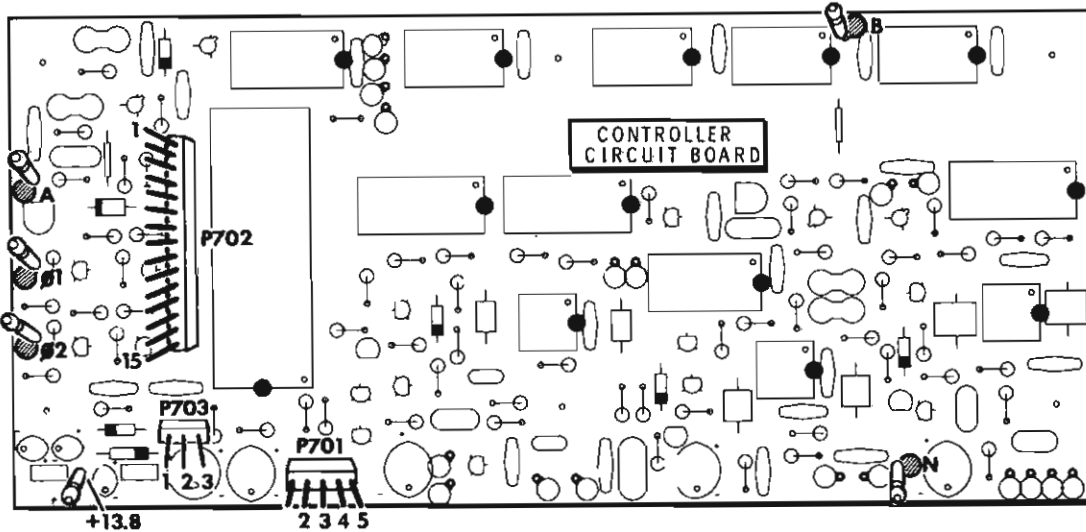 B
CONTROLLER
CIRCUIT BOARD
1
A
P702
ø1
ø2
15
P703
P701
1 2 3
N
+13.8
2 3 4 5